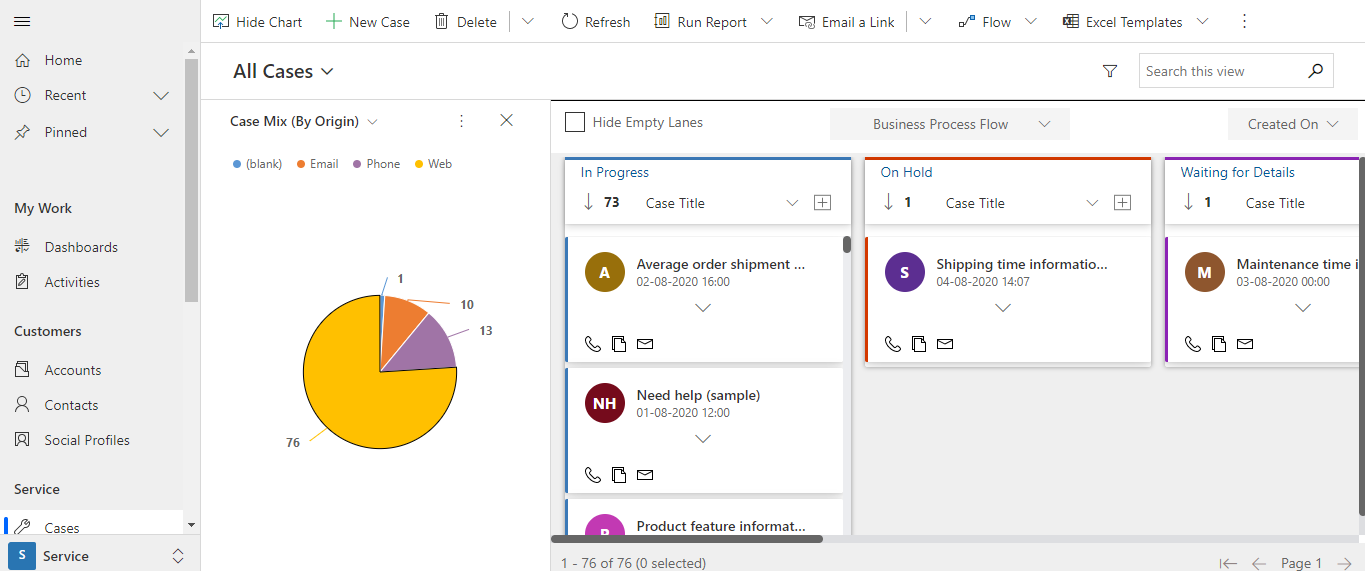 Hide Chart
New Case
Delete
Refresh
Run Report
Email a Link
Flow
Excel Templates
Home
Recent
Pinned
My Work
Dashboards
Activities
Customers
Accounts
Contacts
Social Profiles
Service
Cases
S Service
All Cases
Search this view
Case Mix (By Origin)
(blank) Email Phone Web
1
10
13
76
Hide Empty Lanes
Business Process Flow
Created On
In Progress
73 Case Title
A
Average order shipment ...
02-08-2020 16:00
NH
Need help (sample)
01-08-2020 12:00
Product feature informat...
On Hold
1 Case Title
S
Shipping time informatio...
04-08-2020 14:07
Waiting for Details
1 Case Title
M
Maintenance time i
03-08-2020 00:00
1 - 76 of 76 (0 selected)
Page 1